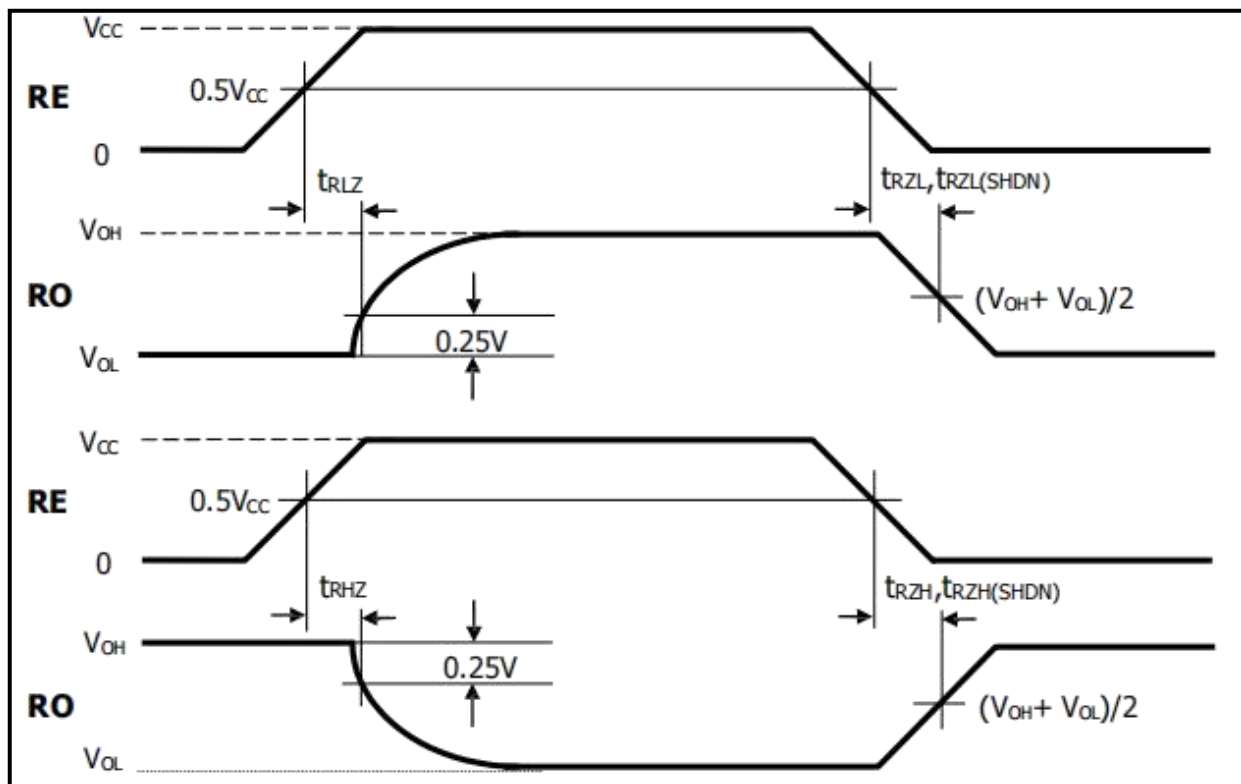 VCC
RE
0.5VCC
0
tRLZ
tRZL,tRZL(SHDN)
VOH
RO
(VOH+ VOL)/2
0.25V
VOL
VCC
RE
0.5VCC
0
tRHZ
tRZH,tRZH(SHDN)
VOH
0.25V
RO
(VOH+ VOL)/2
VOL